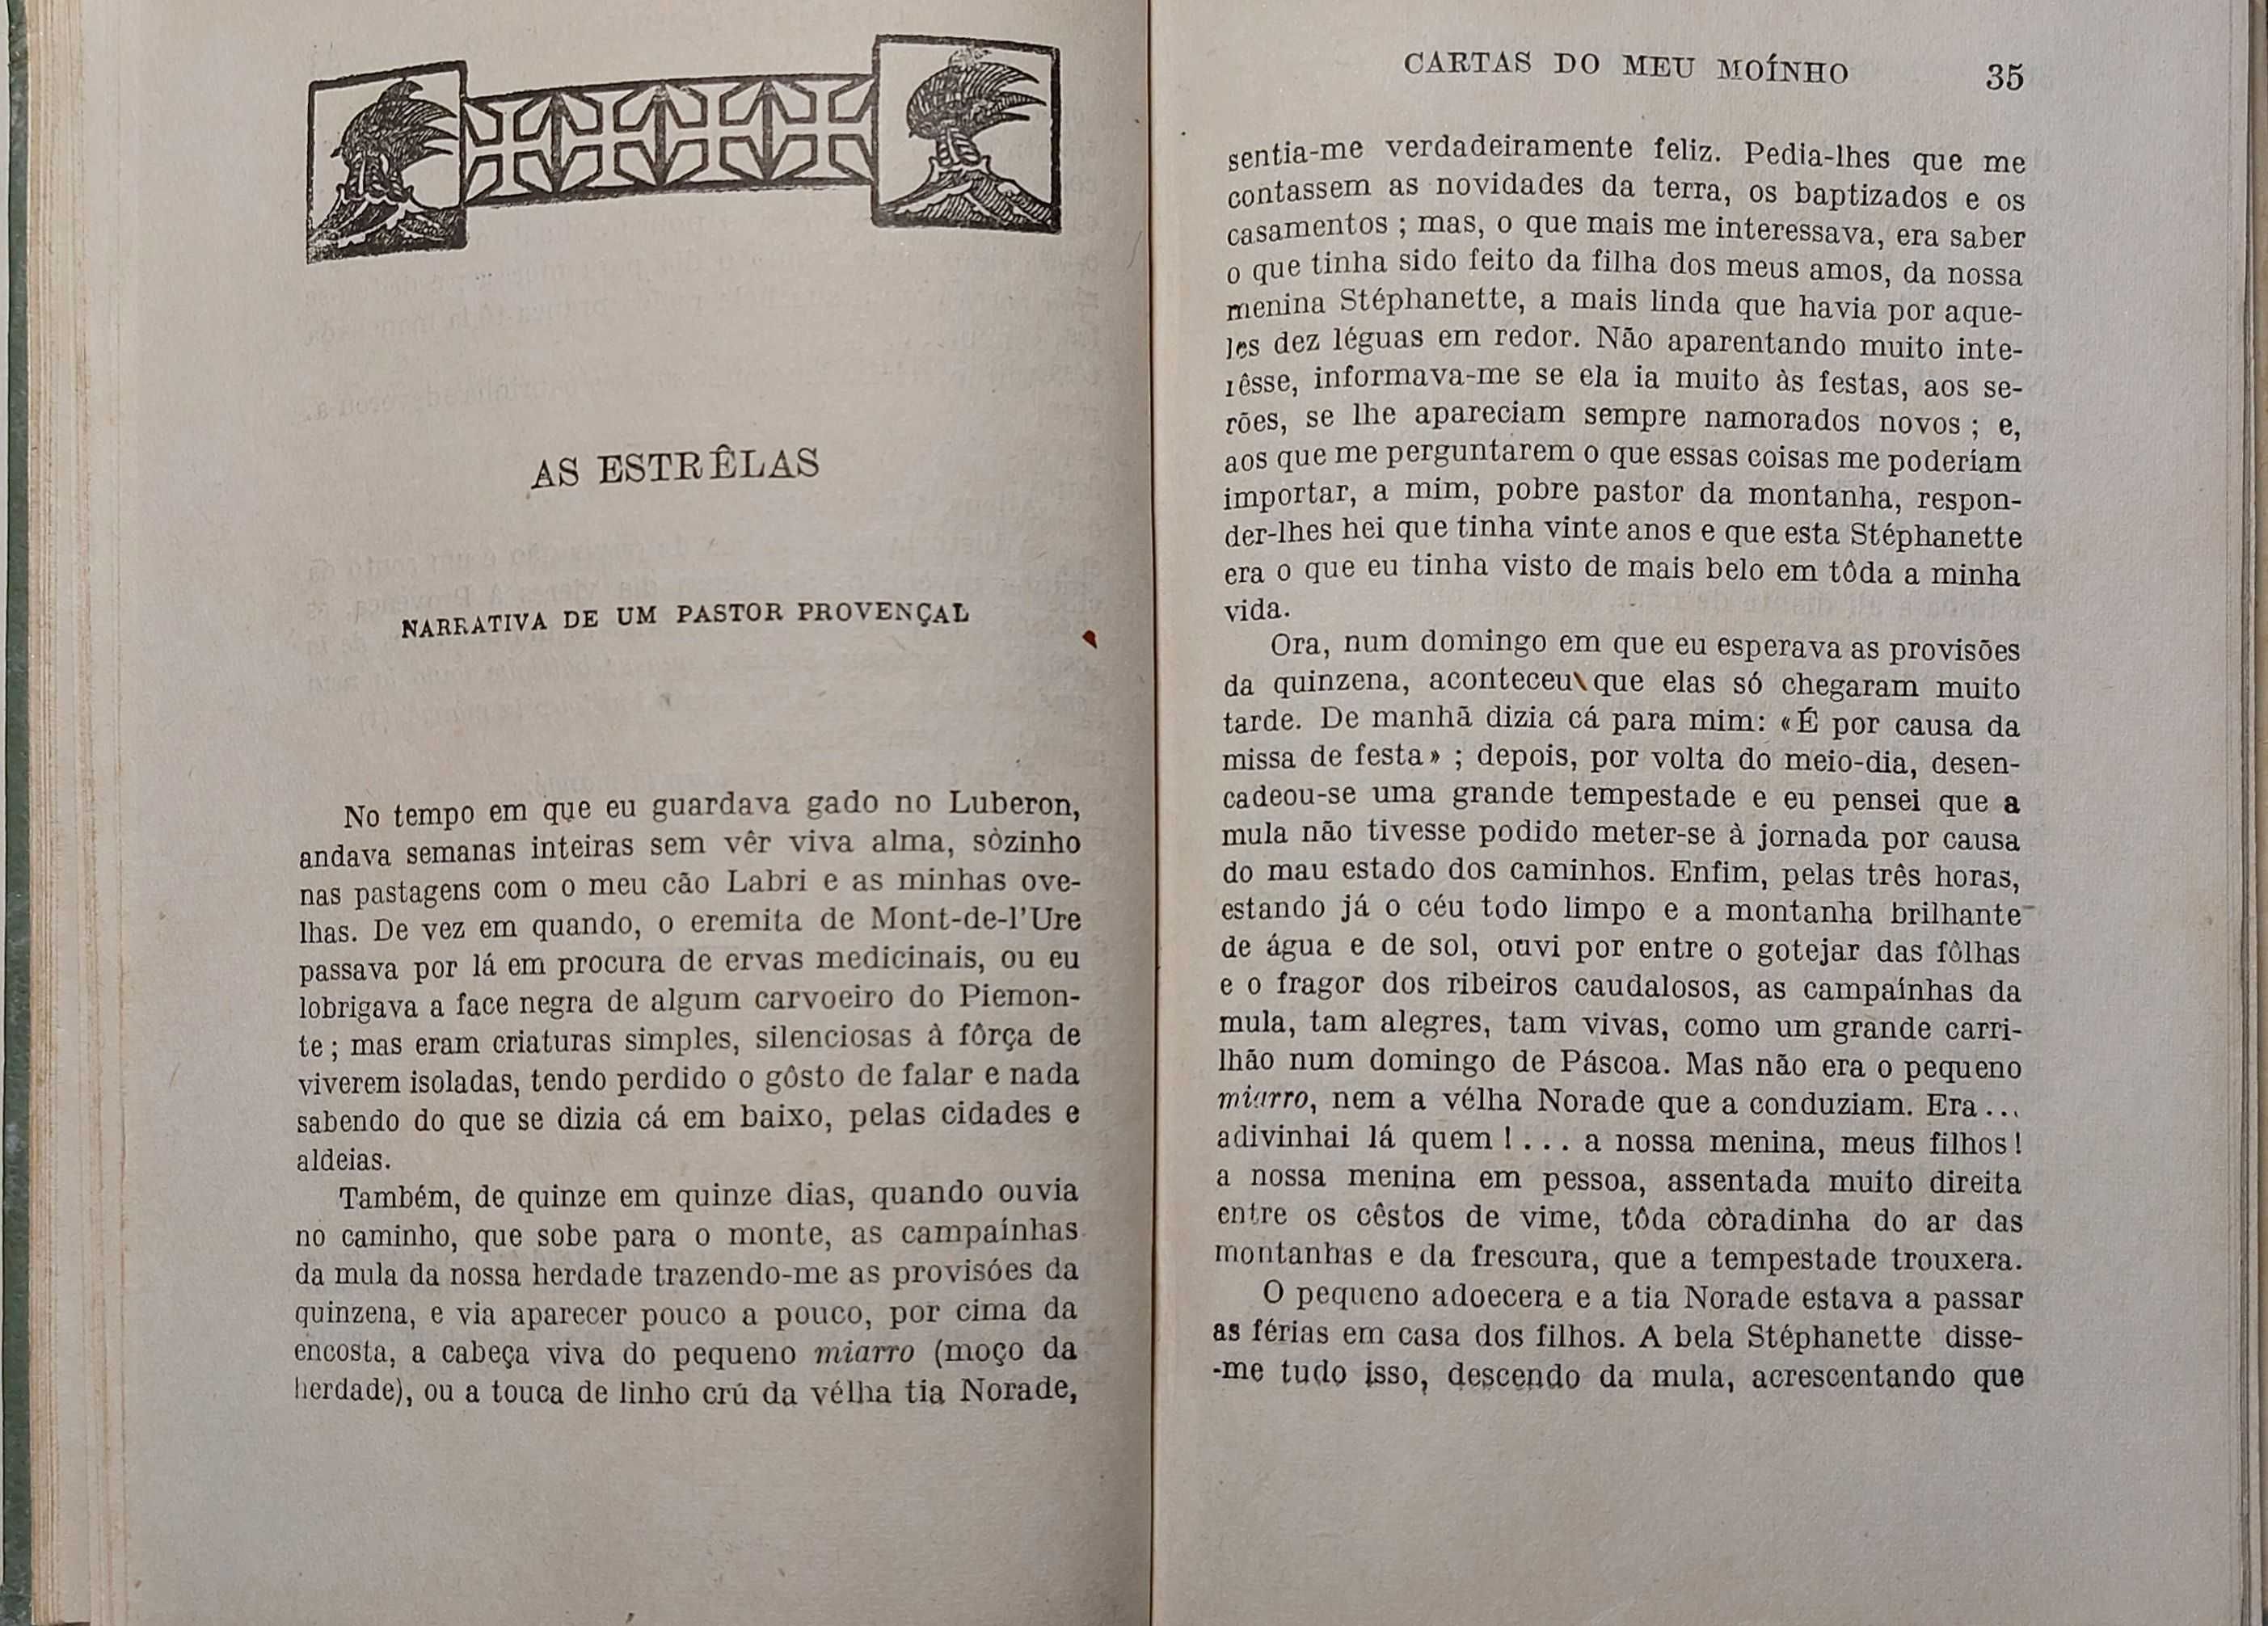 AS ESTRÊLAS
NARRATIVA DE UM PASTOR PROVENÇAL
No tempo em que eu guardava gado no Luberon,
andava semanas inteiras sem vêr viva alma, sòzinho
nas pastagens com o meu cão Labri e as minhas ove-
lhas. De vez em quando, o eremita de Mont-de-l'Ure
passava por lá em procura de ervas medicinais, ou eu
lobrigava a face negra de algum carvoeiro do Piemon-
te; mas eram criaturas simples, silenciosas à fôrça de
viverem isoladas, tendo perdido o gôsto de falar e nada
sabendo do que se dizia cá em baixo, pelas cidades e
aldeias.
Também, de quinze em quinze dias, quando ouvia
no caminho, que sobe para o monte, as campaínhas
da mula da nossa herdade trazendo-me as provisóes da
quinzena, e via aparecer pouco a pouco, por cima da
encosta, a cabeça viva do pequeno miarro (moço da
herdade), ou a touca de linho crú da vélha tia Norade,
CARTAS DO MEU MOÍNHO 35
sentia-me verdadeiramente feliz. Pedia-lhes que me
contassem as novidades da terra, os baptizados e os
casamentos ; mas, o que mais me interessava, era saber
o que tinha sido feito da filha dos meus amos, da nossa
menina Stéphanette, a mais linda que havia por aque-
les dez léguas em redor. Não aparentando muito inte-
rêsse, informava-me se ela ia muito às festas, aos se-
rões, se lhe apareciam sempre namorados novos ; e,
aos que me perguntarem o que essas coisas me poderíam
importar, a mim, pobre pastor da montanha, respon-
der-lhes hei que tinha vinte anos e que esta Stéphanette
era o que eu tinha visto de mais belo em tôda a minha
vida.
Ora, num domingo em que eu esperava as provisões
da quinzena, aconteceu que elas só chegaram muito
tarde. De manhã dizia cá para mim: «É por causa da
missa de festa» ; depois, por volta do meio-dia, desen-
cadeou-se uma grande tempestade e eu pensei que a
mula não tivesse podido meter-se à jornada por causa
do mau estado dos caminhos. Enfim, pelas três horas,
estando já o céu todo limpo e a montanha brilhante
de água e de sol, ouvi por entre o gotejar das fôlhas
e o fragor dos ribeiros caudalosos, as campaínhas da
mula, tam alegres, tam vivas, como um grande carri-
lhão num domingo de Páscoa. Mas não era o pequeno
miarro, nem a vélha Norade que a conduziam. Era...
adivinhai lá quem !... a nossa menina, meus filhos!
a nossa menina em pessoa, assentada muito direita
entre os cêstos de vime, tôda còradinha do ar das
montanhas e da frescura, que a tempestade trouxera.
O pequeno adoecera e a tia Norade estava a passar
as férias em casa dos filhos. A bela Stéphanette disse-
-me tudo isso, descendo da mula, acrescentando que